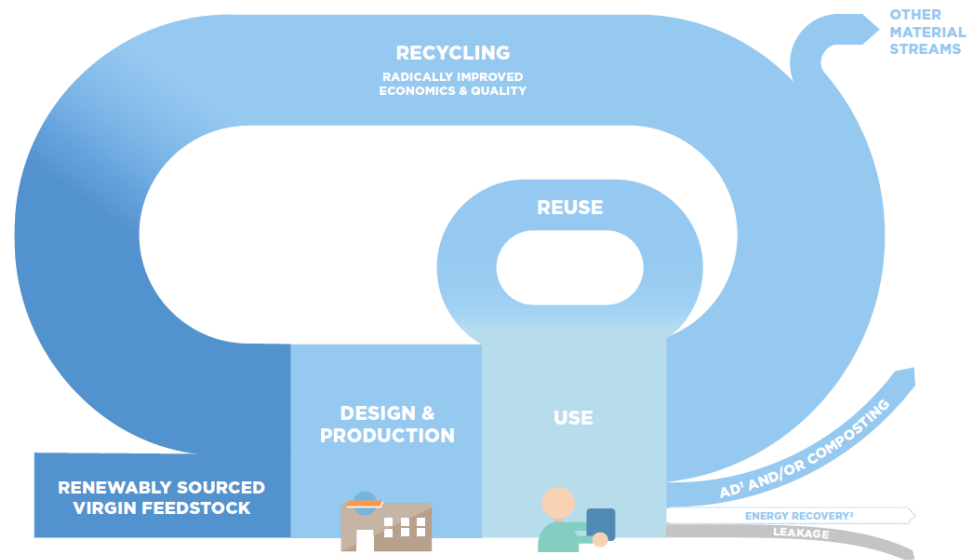 OTHER
MATERIAL
STREAMS
RECYCLING
RADICALLY IMPROVED
ECONOMICS & QUALITY
REUSE
DESIGN &
PRODUCTION
USE
RENEWABLY SOURCED
VIRGIN FEEDSTOCK
AD¹ AND/OR COMPOSTING
ENERGY RECOVERY²
LEAKAGE